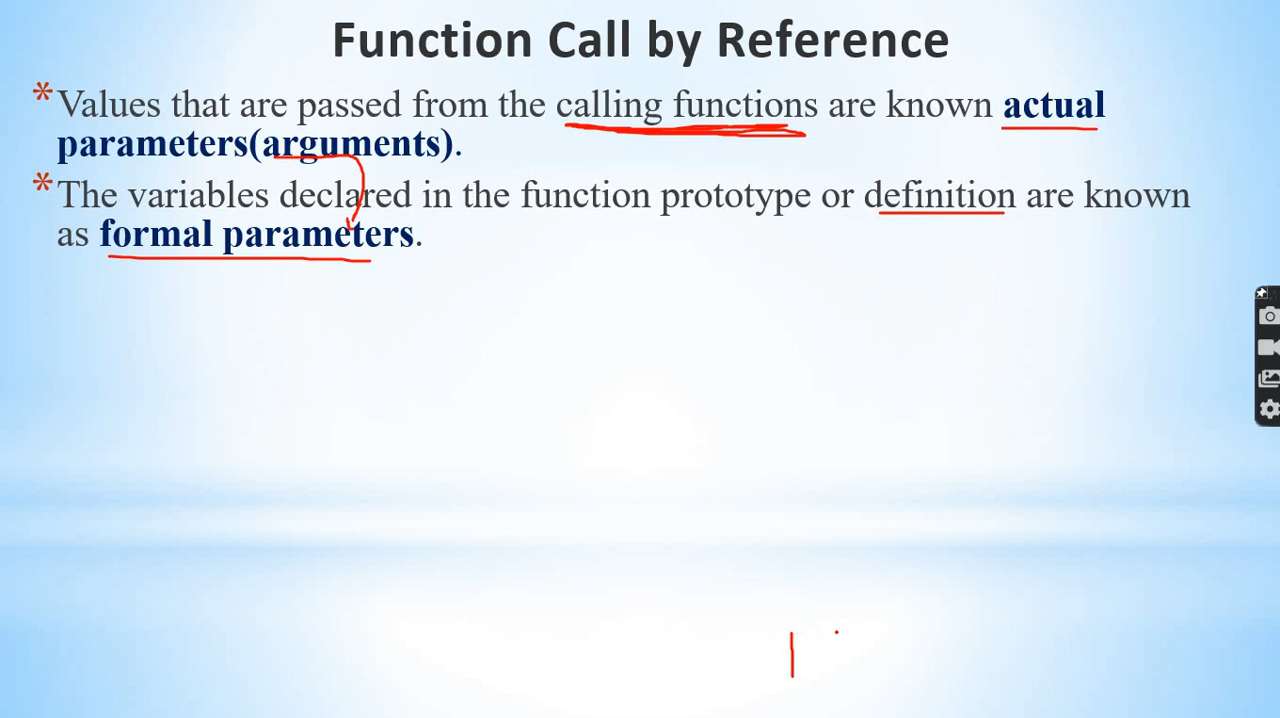 Function Call by Reference
*Values that are passed from the calling functions are known actual
parameters(arguments).
*The variables declared in the function prototype or definition are known
as formal parameters.